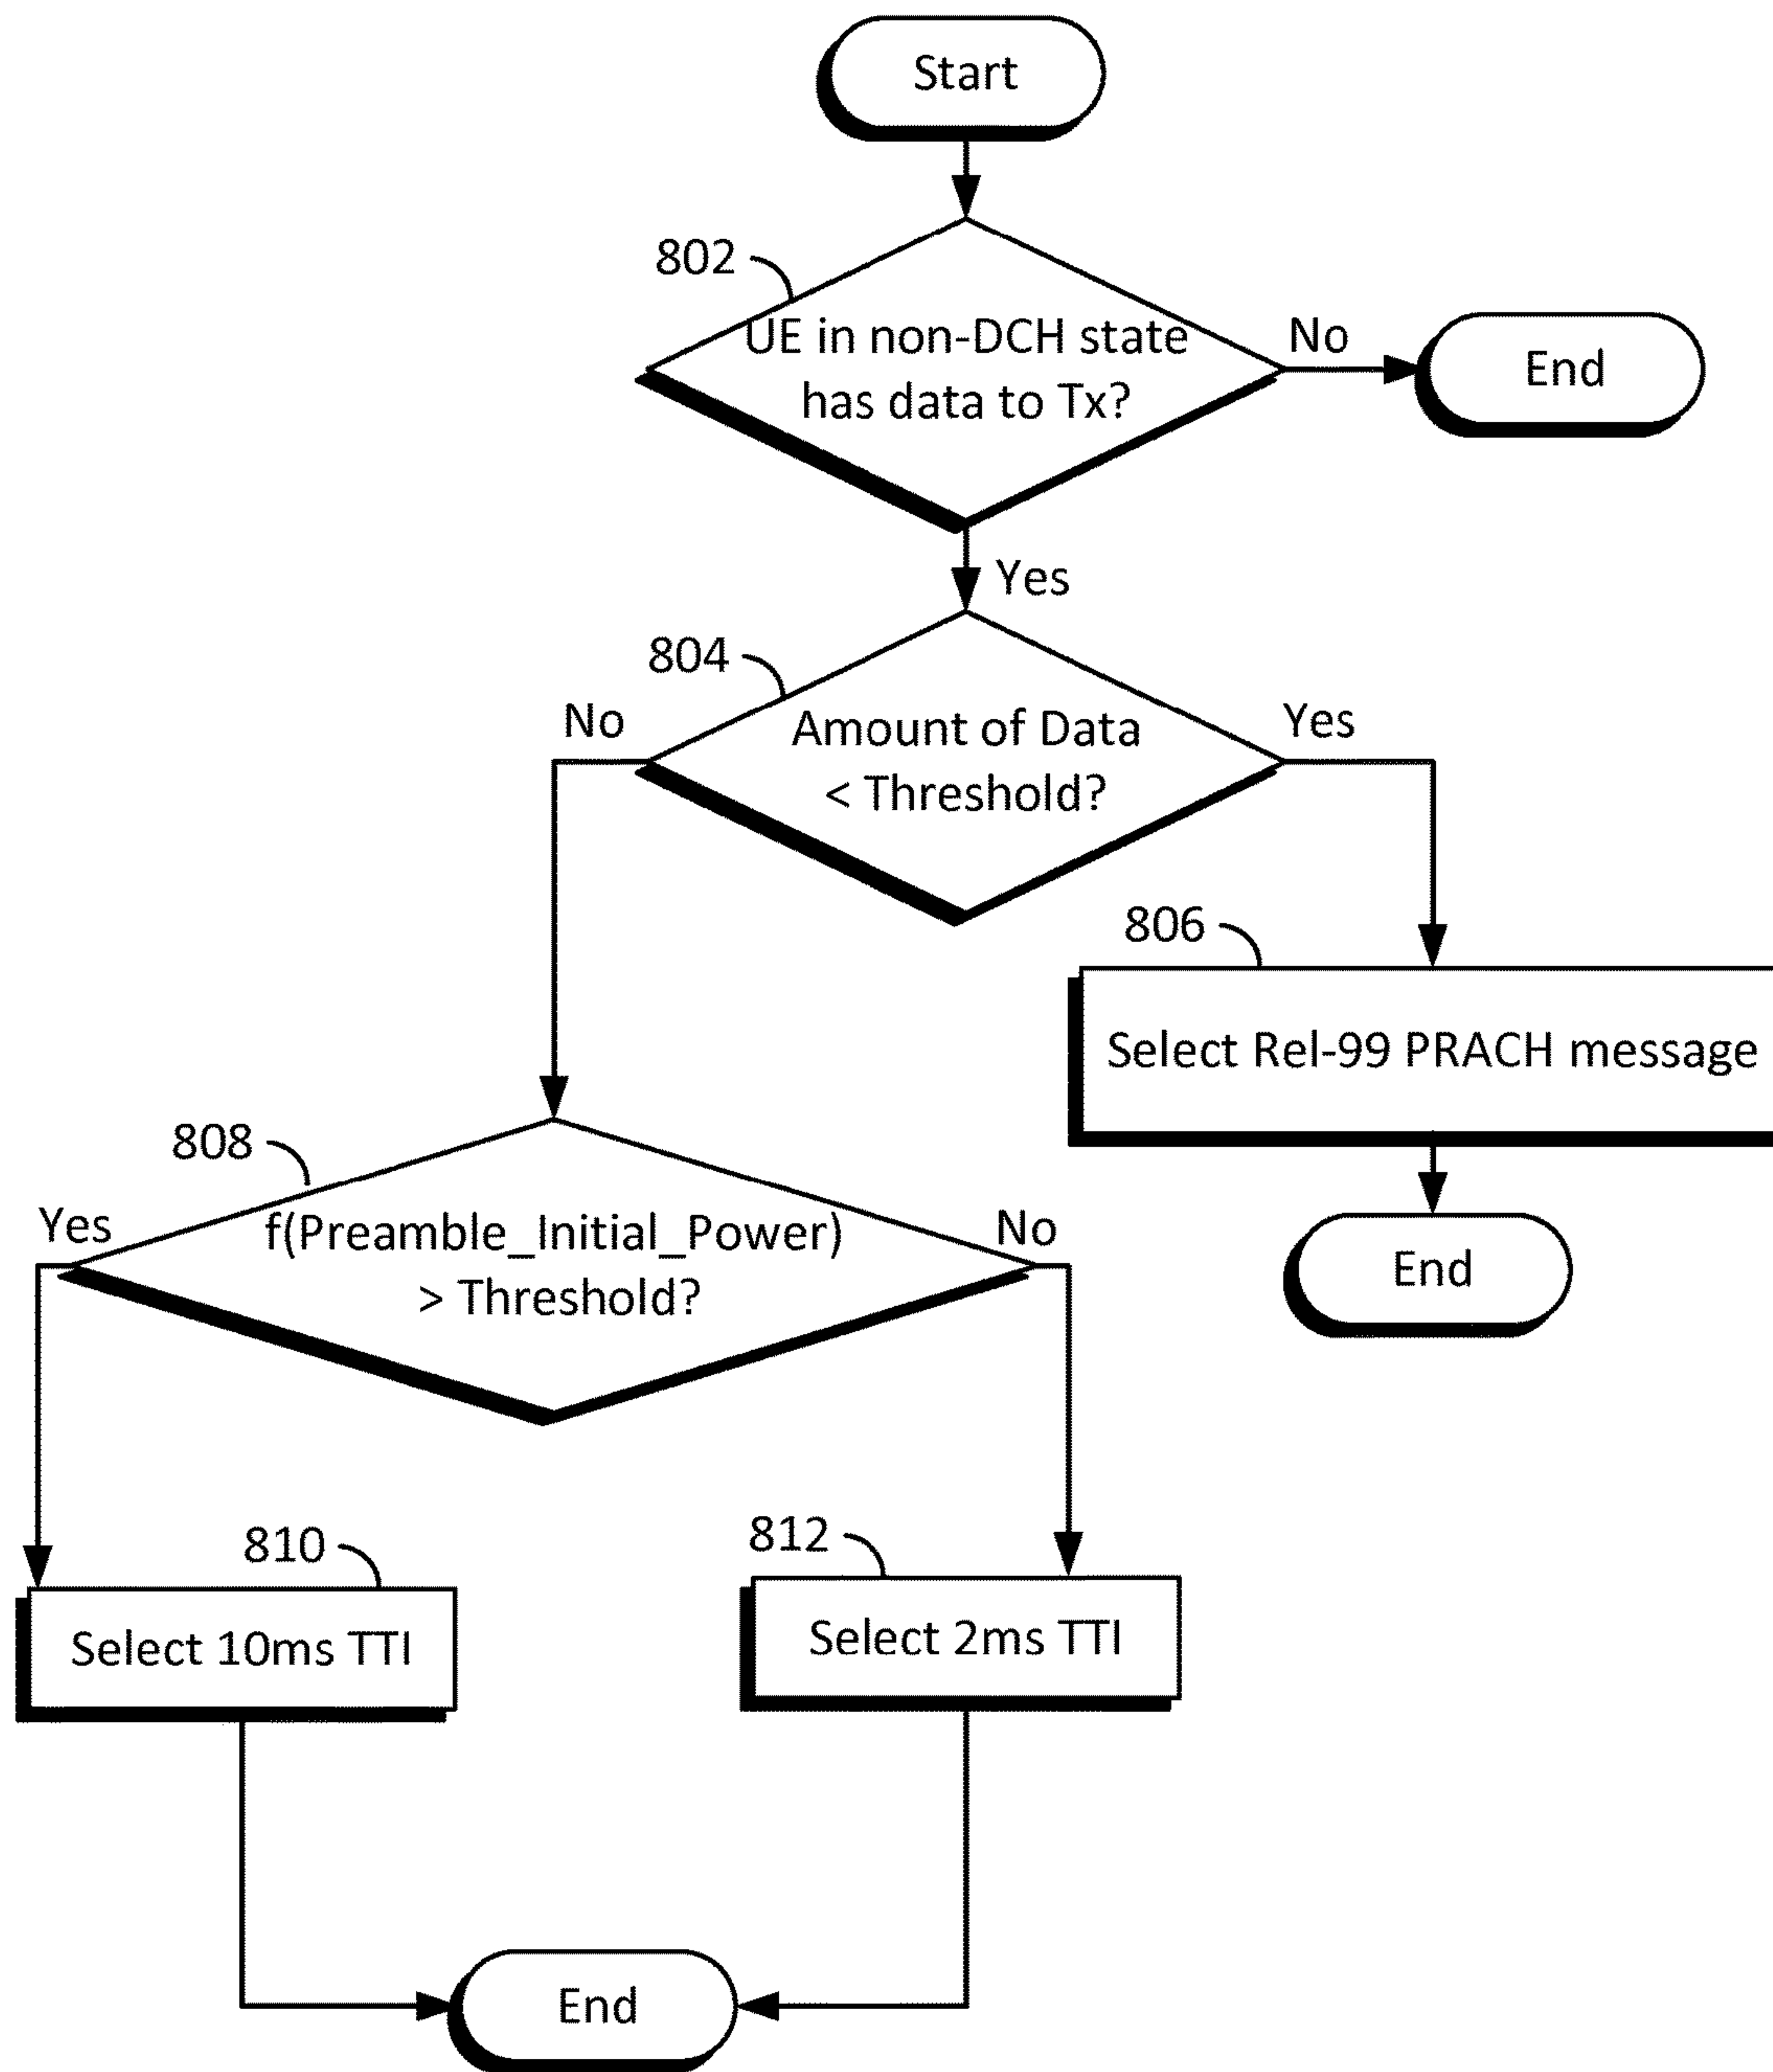 Start
802
UE in non-DCH state
has data to Tx?
No
End
Yes
804
No
Amount of Data
< Threshold?
Yes
806
Select Rel-99 PRACH message
End
808
Yes
f(Preamble_Initial_Power)
> Threshold?
No
810
Select 10ms TTI
812
Select 2ms TTI
End